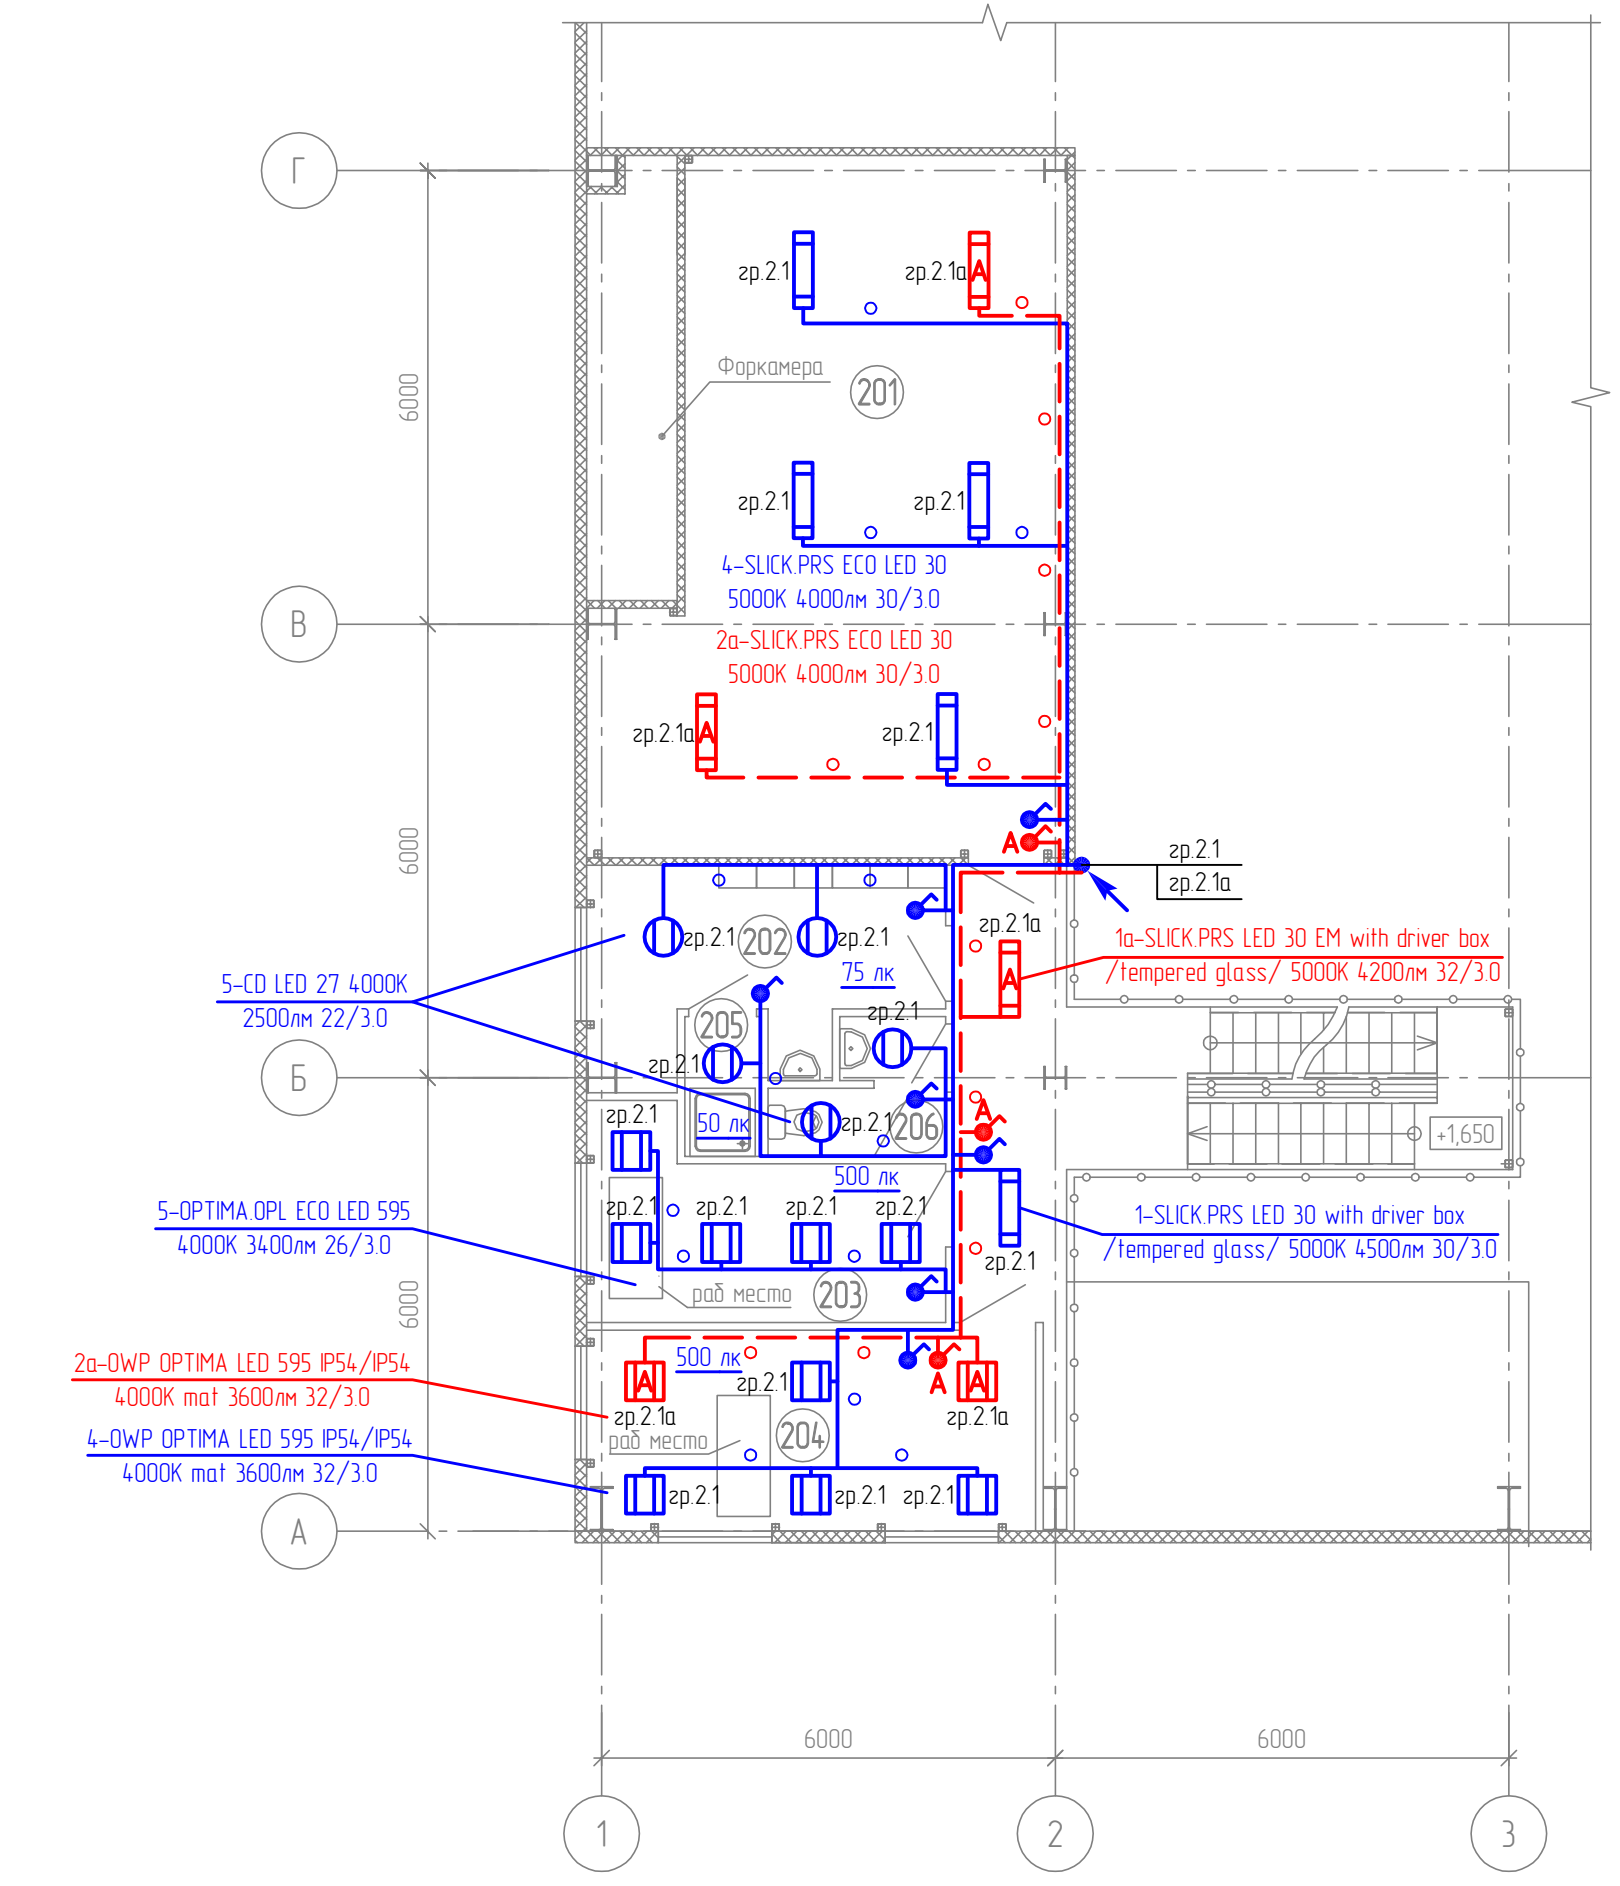 Г
гр.2.1
гр.2.1а
А
Форкамера
201
6000
гр.2.1
гр.2.1
4-SLICK.PRS ECO LED 30
5000К 4000лм 30/3.0
В
2а-SLICK.PRS ECO LED 30
5000К 4000лм 30/3.0
гр.2.1а
А
гр.2.1
А
6000
гр.2.1
гр.2.1а
гр.2.1
202
гр.2.1
гр.2.1а
А
1а-SLICK.PRS LED 30 EM with driver box
/tempered glass/ 5000К 4200лм 32/3.0
75 лк
5-CD LED 27 4000К
2500лм 22/3.0
205
гр.2.1
гр.2.1
Б
гр.2.1
50 лк
гр.2.1
206
А
+1,650
500 лк
гр.2.1
гр.2.1
гр.2.1
гр.2.1
5-OPTIMA.OPL ECO LED 595
4000К 3400лм 26/3.0
1-SLICK.PRS LED 30 with driver box
/tempered glass/ 5000К 4500лм 30/3.0
гр.2.1
6000
раб место
203
2а-OWP OPTIMA LED 595 IP54/IP54
4000К mat 3600лм 32/3.0
500 лк
А
гр.2.1
А
А
гр.2.1а
гр.2.1а
раб место
204
4-OWP OPTIMA LED 595 IP54/IP54
4000К mat 3600лм 32/3.0
гр.2.1
гр.2.1
гр.2.1
А
6000
6000
1
2
3